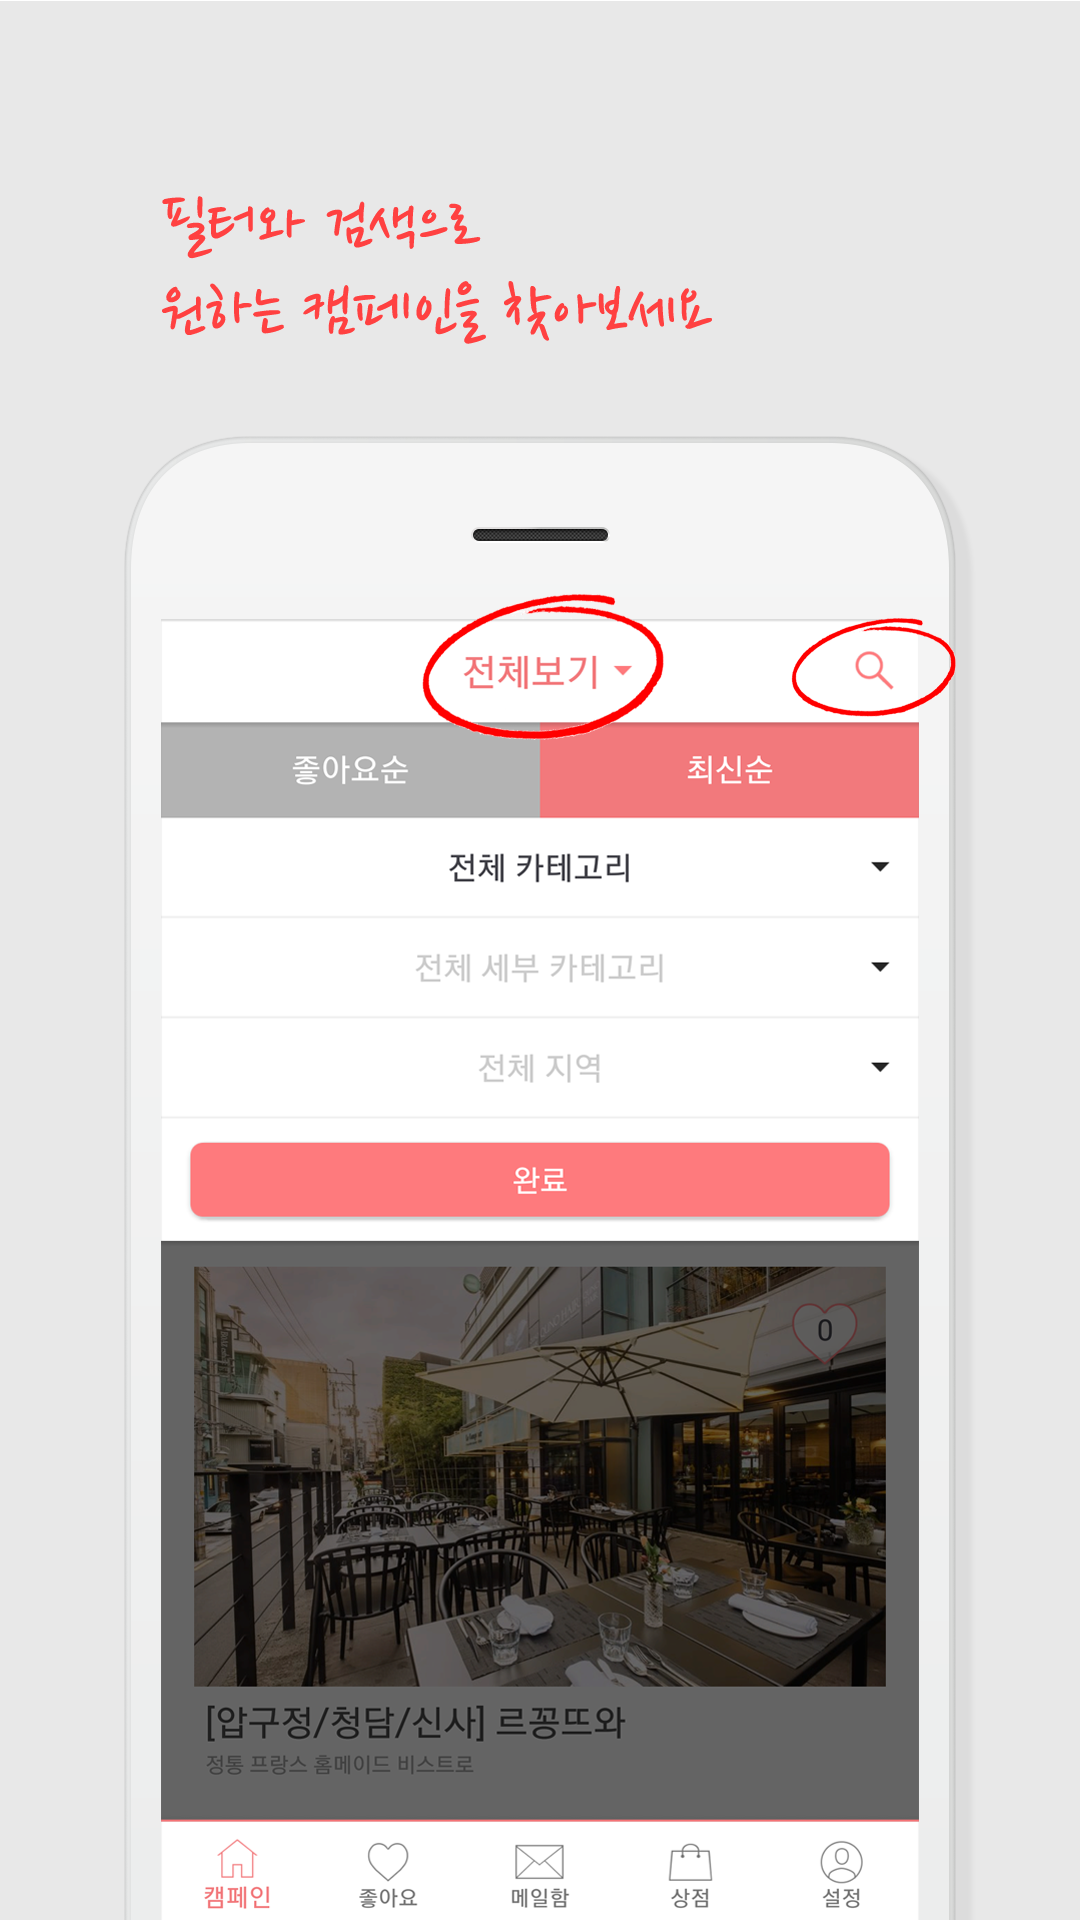 필터와 검색으로
원하는 캠페인을 찾아보세요
전체보기
좋아요순 최신순
전체 카테고리
전체 세부 카테고리
전체 지역
완료
0
[압구정/청담/신사] 르꽁뜨와
정통 프랑스 홈메이드 비스트로
캠페인 좋아요 메일함 상점 설정